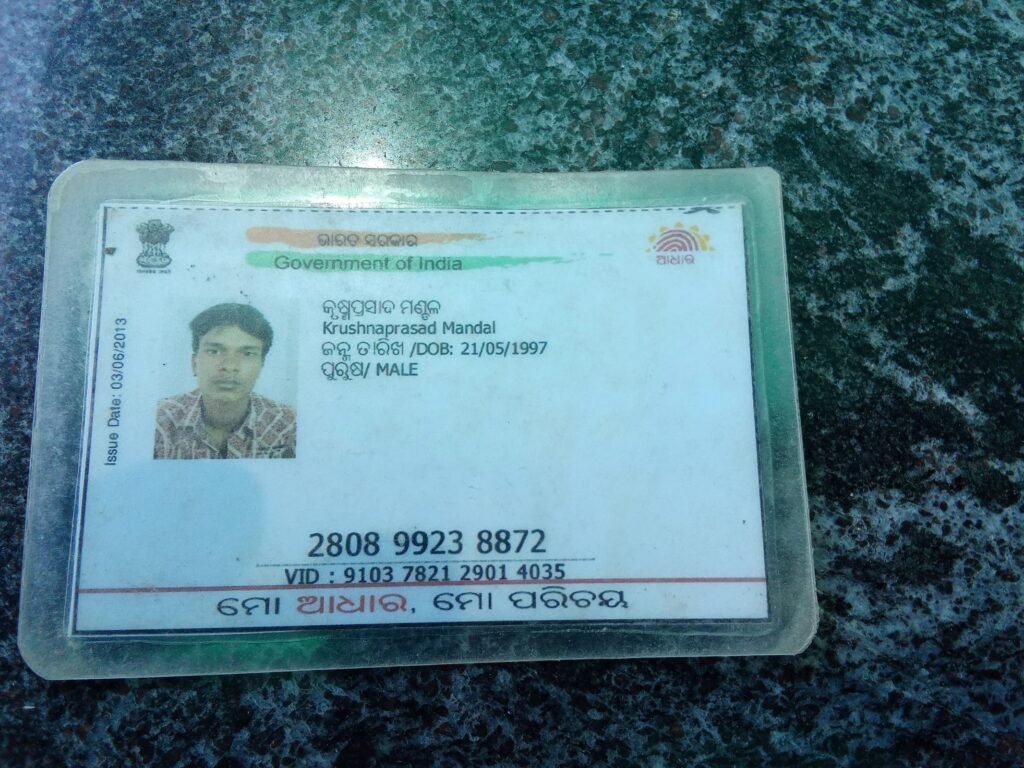 ଭାରତ ସରକାର
Government of India
ଆଧାର
କୃଷ୍ଣପ୍ରସାଦ ମଣ୍ଡଳ
Krushnaprasad Mandal
ଜନ୍ମ ତାରିଖ /DOB: 21/05/1997
ପୁରୁଷ/ MALE
Issue Date: 03/06/2013
2808 9923 8872
VID : 9103 7821 2901 4035
ମୋ ଆଧାର, ମୋ ପରିଚୟ